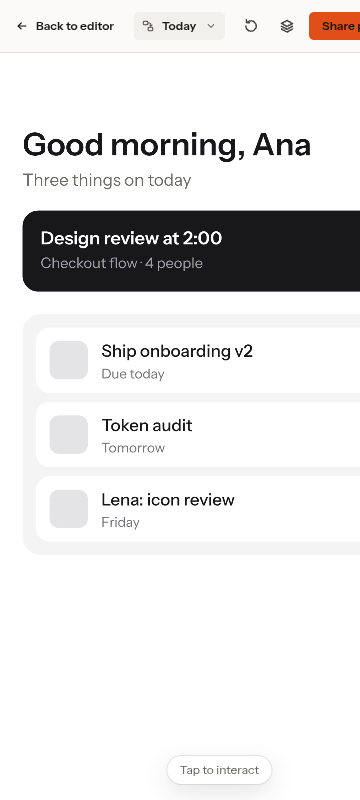 Back to editor
Today
Share
Good morning, Ana
Three things on today
Design review at 2:00
Checkout flow · 4 people
Ship onboarding v2
Due today
Token audit
Tomorrow
Lena: icon review
Friday
Tap to interact